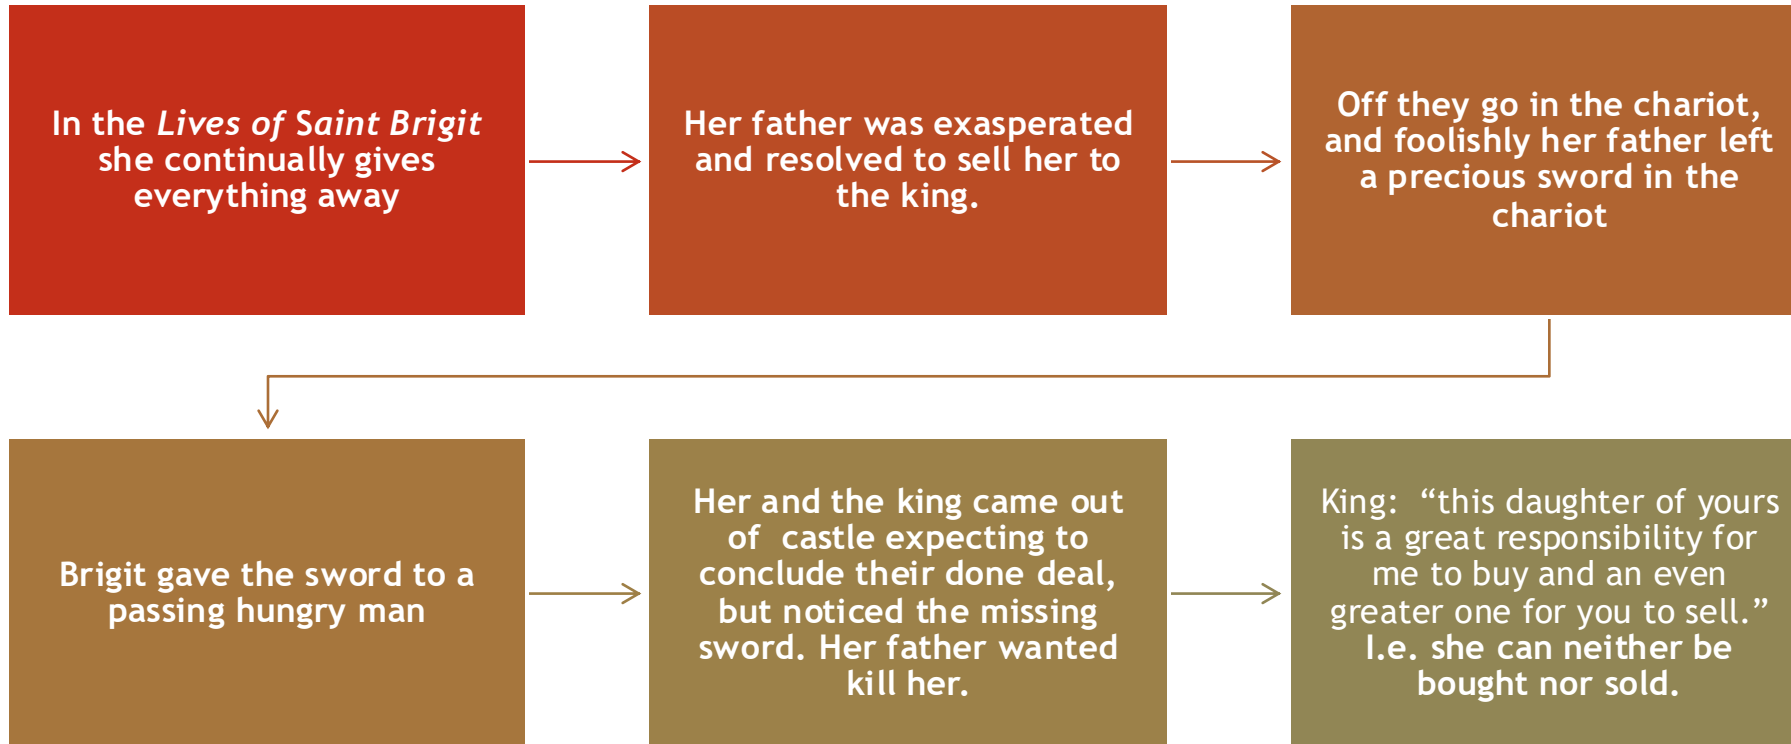 In the Lives of Saint Brigit
she continually gives
everything away
Her father was exasperated
and resolved to sell her to
the king.
Off they go in the chariot,
and foolishly her father left
a precious sword in the
chariot
Brigit gave the sword to a
passing hungry man
Her and the king came out
of  castle expecting to
conclude their done deal,
but noticed the missing
sword. Her father wanted
kill her.
King:  “this daughter of yours
is a great responsibility for
me to buy and an even
greater one for you to sell.”
I.e. she can neither be
bought nor sold.